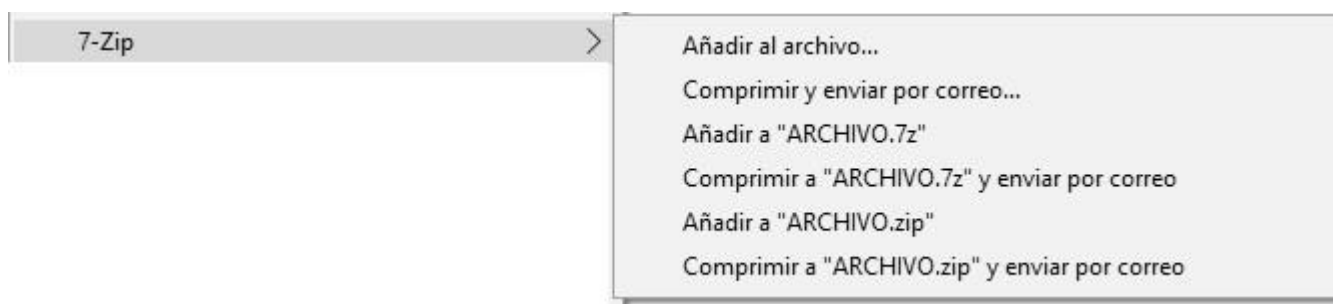 7-Zip
Añadir al archivo...
Comprimir y enviar por correo...
Añadir a "ARCHIVO.7z"
Comprimir a "ARCHIVO.7z" y enviar por correo
Añadir a "ARCHIVO.zip"
Comprimir a "ARCHIVO.zip" y enviar por correo